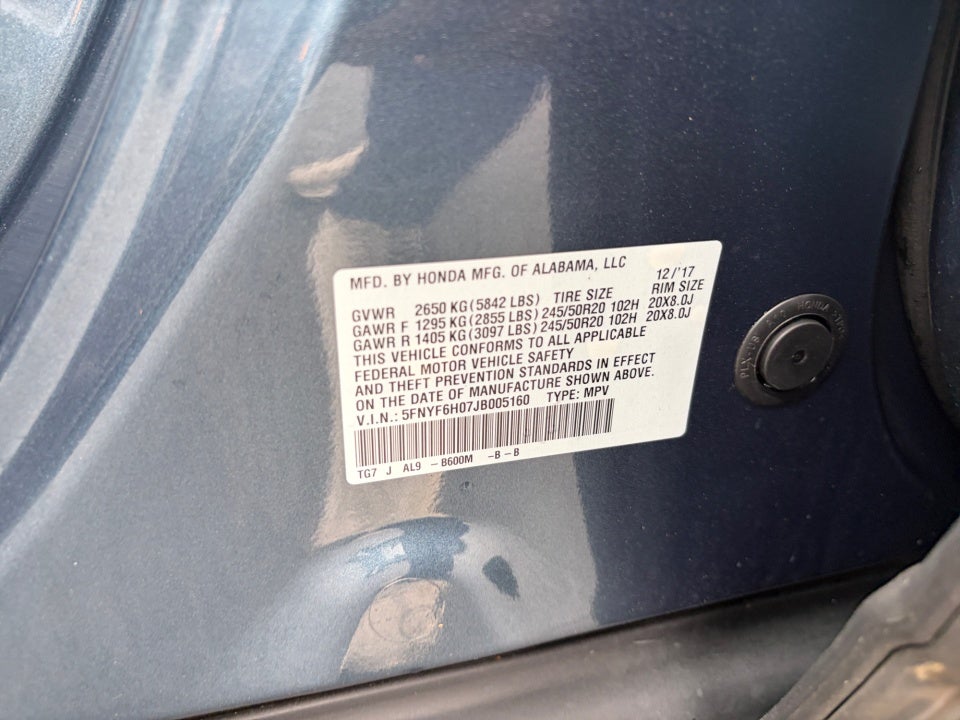 MFD. BY HONDA MFG. OF ALABAMA, LLC 12/'17
GVWR 2650 KG (5842 LBS) TIRE SIZE RIM SIZE
GAWR F 1295 KG (2855 LBS) 245/50R20 102H 20X8.0J
GAWR R 1405 KG (3097 LBS) 245/50R20 102H 20X8.0J
THIS VEHICLE CONFORMS TO ALL APPLICABLE
FEDERAL MOTOR VEHICLE SAFETY
AND THEFT PREVENTION STANDARDS IN EFFECT
ON THE DATE OF MANUFACTURE SHOWN ABOVE.
V.I.N.: 5FNYF6H07JB005160 TYPE: MPV
TG7 J AL9 – B600M –B – B
HONDA